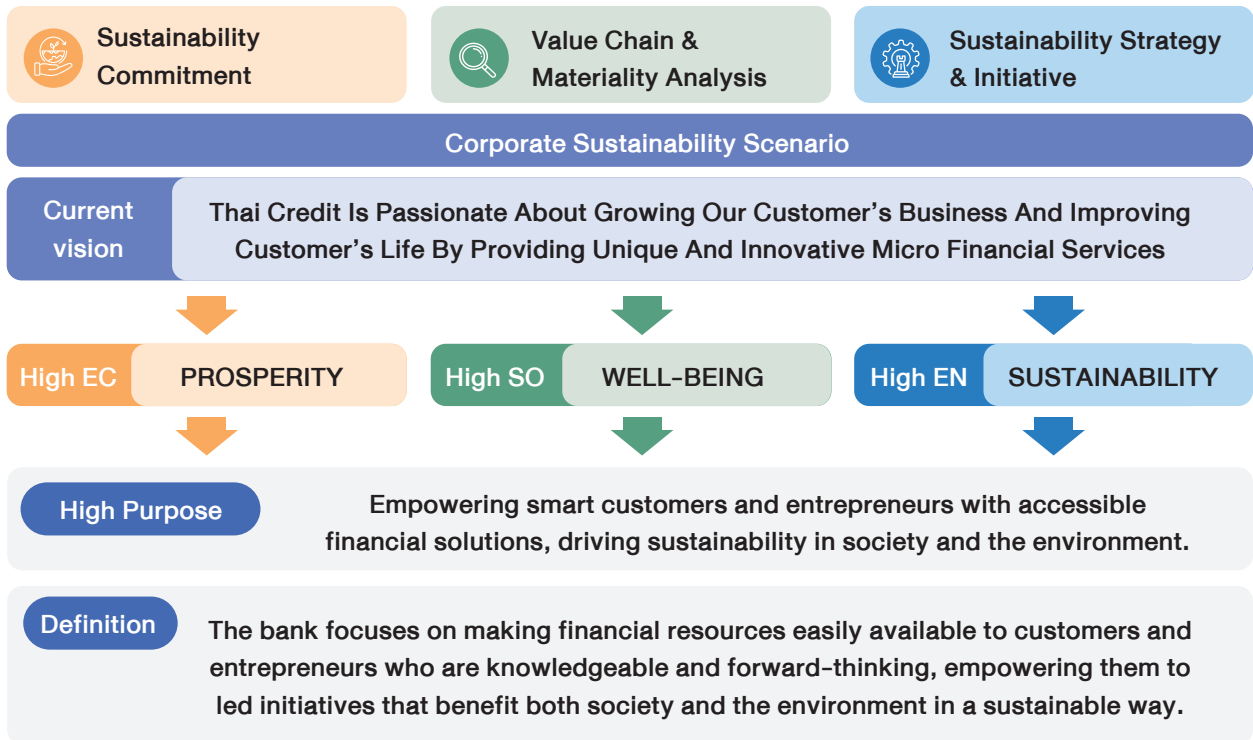 Sustainability
Commitment
Value Chain &
Materiality Analysis
Sustainability Strategy
& Initiative
Corporate Sustainability Scenario
Current
vision
Thai Credit Is Passionate About Growing Our Customer's Business And Improving
Customer's Life By Providing Unique And Innovative Micro Financial Services
High EC
PROSPERITY
High SO
WELL-BEING
High EN
SUSTAINABILITY
High Purpose
Empowering smart customers and entrepreneurs with accessible
financial solutions, driving sustainability in society and the environment.
Definition
The bank focuses on making financial resources easily available to customers and
entrepreneurs who are knowledgeable and forward-thinking, empowering them to
led initiatives that benefit both society and the environment in a sustainable way.